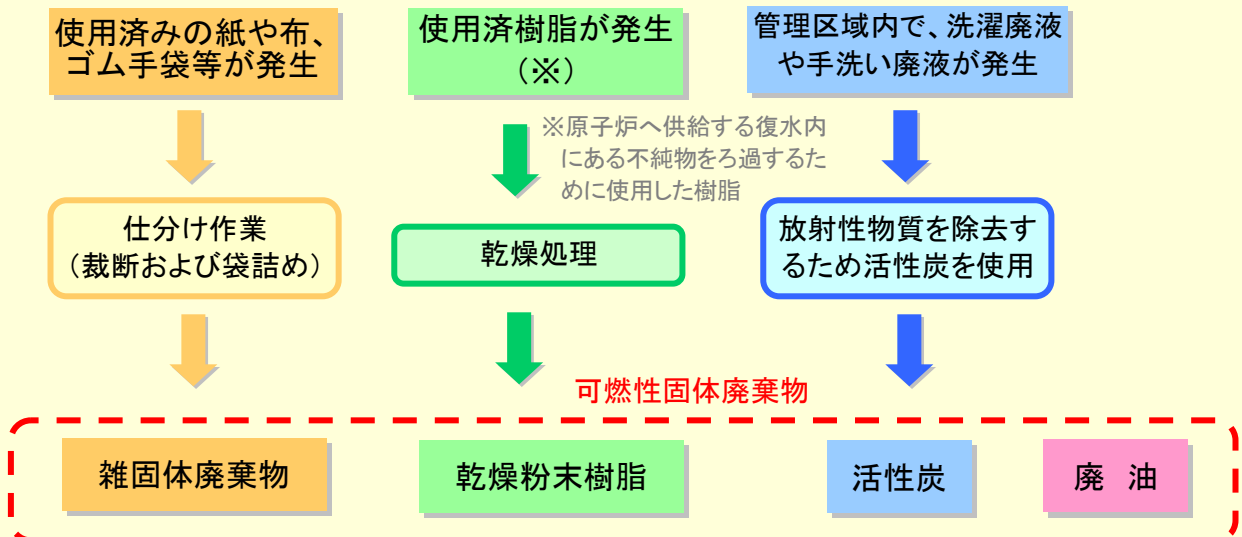 使用済みの紙や布、
ゴム手袋等が発生
使用済樹脂が発生
（※）
管理区域内で、洗濯廃液
や手洗い廃液が発生
※原子炉へ供給する復水内
にある不純物をろ過するた
めに使用した樹脂
仕分け作業
（裁断および袋詰め）
乾燥処理
放射性物質を除去す
るため活性炭を使用
可燃性固体廃棄物
雑固体廃棄物
乾燥粉末樹脂
活性炭
廃 油